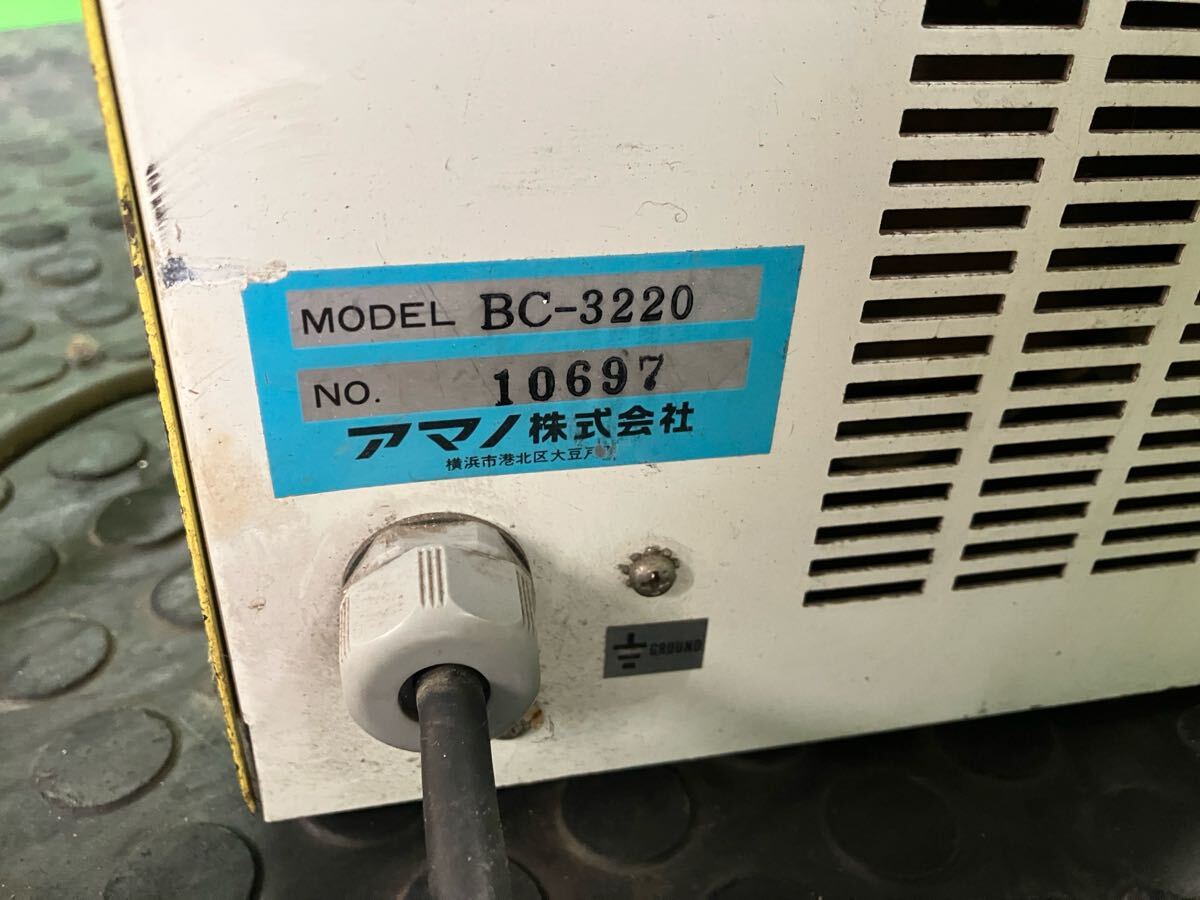 MODEL BC-3220
NO. 10697
アマノ株式会社
横浜市港北区大豆戸町
GROUND